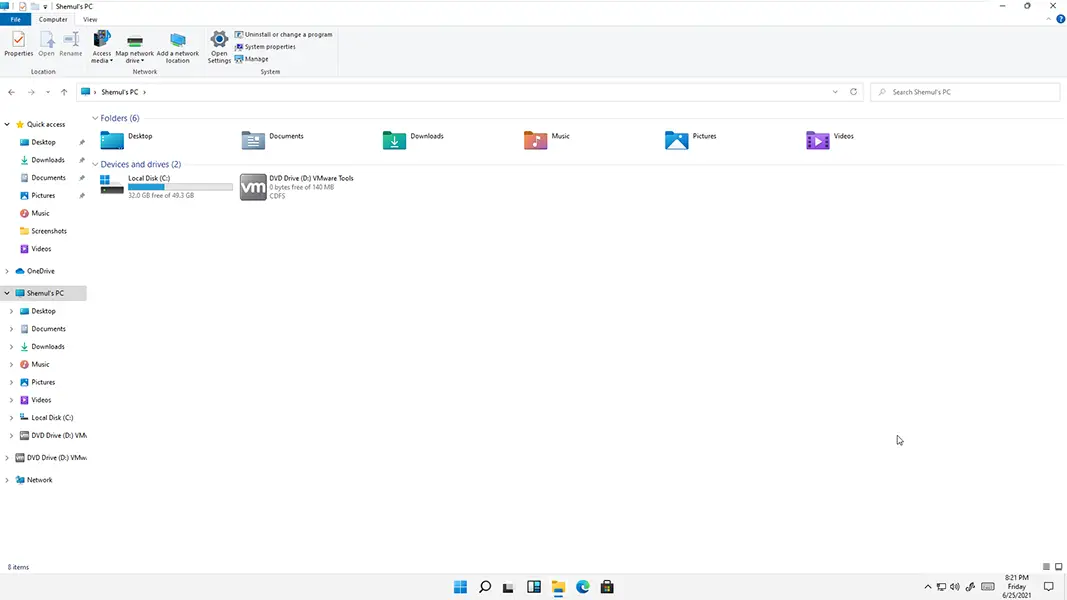 Shemul's PC
File
Computer
View
Properties
Open
Rename
Access media
Map network drive
Add a network location
Open Settings
Uninstall or change a program
System properties
Manage
Location
Network
System
Shemul's PC
Search Shemul's PC
Quick access
Desktop
Downloads
Documents
Pictures
Music
Screenshots
Videos
OneDrive
Shemul's PC
Desktop
Documents
Downloads
Music
Pictures
Videos
Local Disk (C:)
DVD Drive (D:) VMw
DVD Drive (D:) VMw
Network
Folders (6)
Desktop
Documents
Downloads
Music
Pictures
Videos
Devices and drives (2)
Local Disk (C:)
32.0 GB free of 49.3 GB
vm
DVD Drive (D:) VMware Tools
0 bytes free of 140 MB
CDFS
8 items
8:21 PM
Friday
6/25/2021